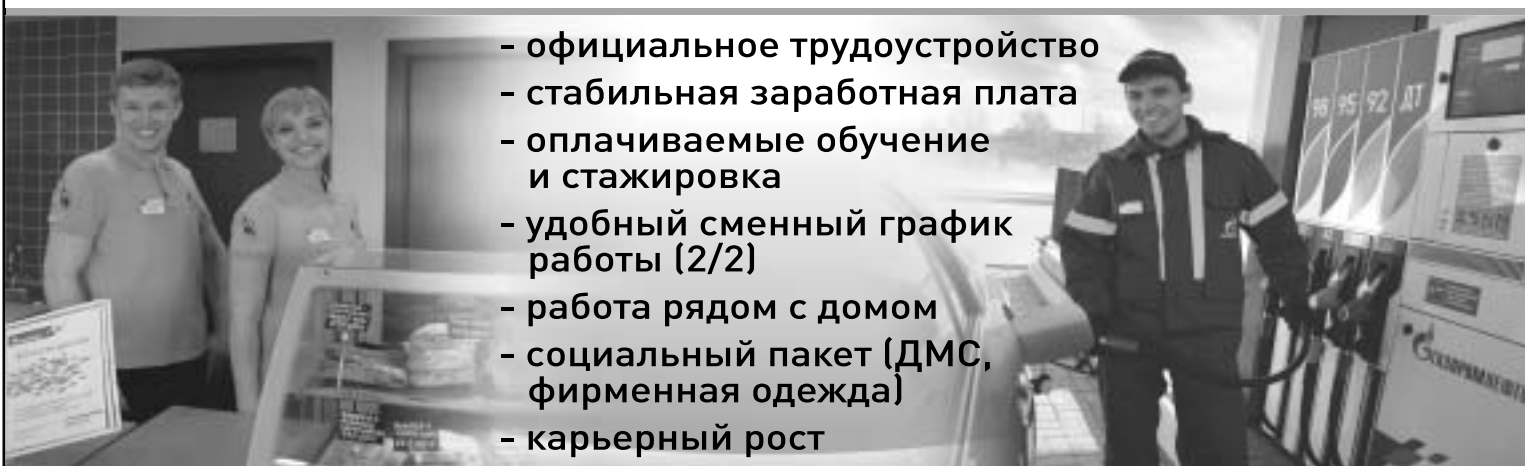 - официальное трудоустройство
- стабильная заработная плата
- оплачиваемые обучение
и стажировка
- удобный сменный график
работы (2/2)
- работа рядом с домом
- социальный пакет (ДМС,
фирменная одежда)
- карьерный рост
98 95 92 ДТ
ГАЗПРОМНЕФТЬ